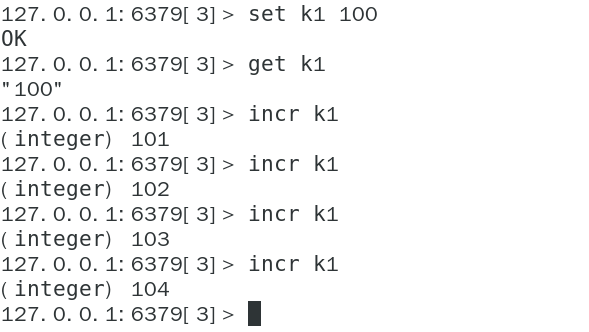 127.0.0.1:6379[3]> set k1 100
OK
127.0.0.1:6379[3]> get k1
"100"
127.0.0.1:6379[3]> incr k1
(integer) 101
127.0.0.1:6379[3]> incr k1
(integer) 102
127.0.0.1:6379[3]> incr k1
(integer) 103
127.0.0.1:6379[3]> incr k1
(integer) 104
127.0.0.1:6379[3]>